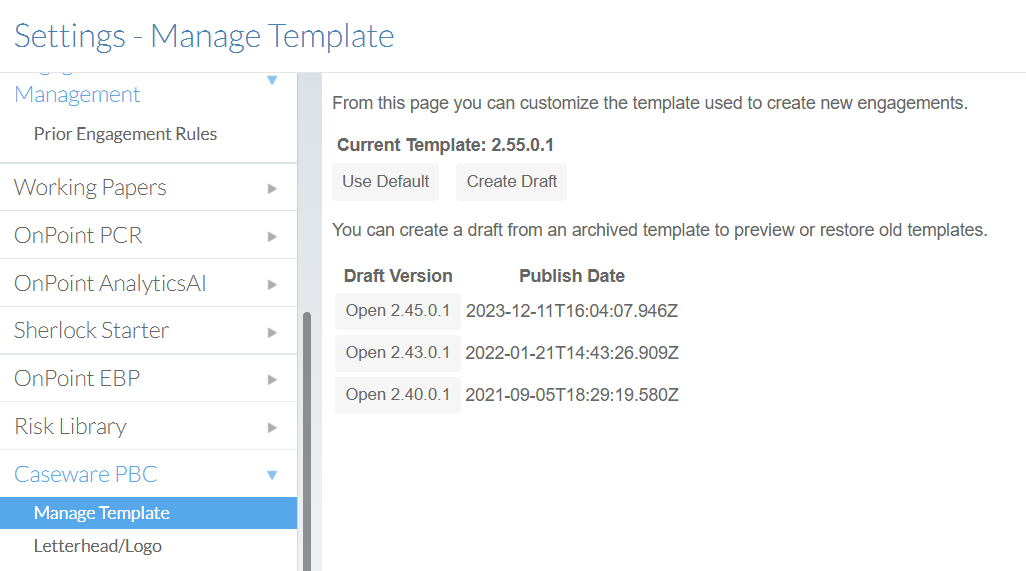 Settings - Manage Template
Management
Prior Engagement Rules
Working Papers
OnPoint PCR
OnPoint AnalyticsAI
Sherlock Starter
OnPoint EBP
Risk Library
Caseware PBC
Manage Template
Letterhead/Logo
From this page you can customize the template used to create new engagements.
Current Template: 2.55.0.1
Use Default Create Draft
You can create a draft from an archived template to preview or restore old templates.
Draft Version Publish Date
Open 2.45.0.1 2023-12-11T16:04:07.946Z
Open 2.43.0.1 2022-01-21T14:43:26.909Z
Open 2.40.0.1 2021-09-05T18:29:19.580Z